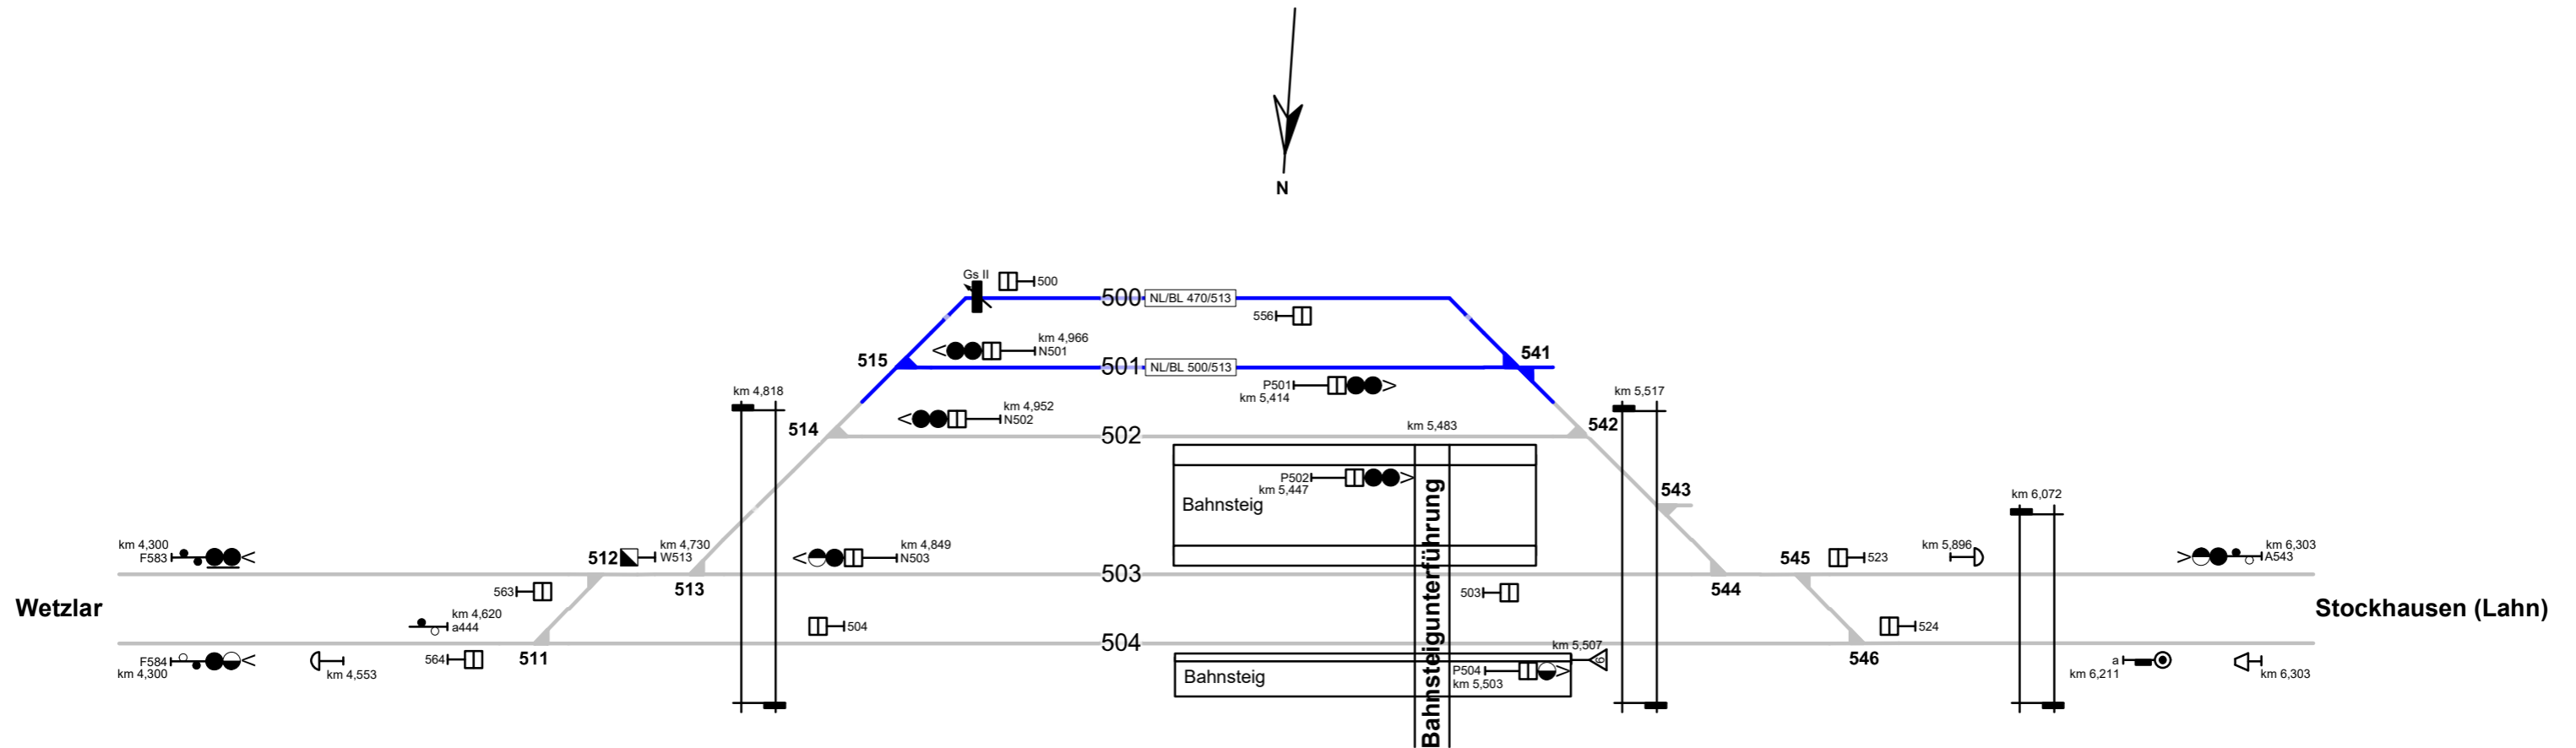 N
Gs II
500
500
NL/BL 470/513
556
km 4,966
N501
515
501
NL/BL 500/513
541
P501
km 5,414
km 4,818
km 5,517
km 4,952
N502
514
502
km 5,483
542
P502
km 5,447
Bahnsteig
Bahnsteigunterführung
543
km 6,072
km 4,300
F583
512
km 4,730
W513
km 4,849
N503
545
523
km 5,896
km 6,303
A543
503
563
513
503
544
Wetzlar
Stockhausen (Lahn)
km 4,620
a444
504
524
504
km 5,507
6
F584
km 4,300
km 4,553
564
511
Bahnsteig
P504
km 5,503
546
a
km 6,211
km 6,303